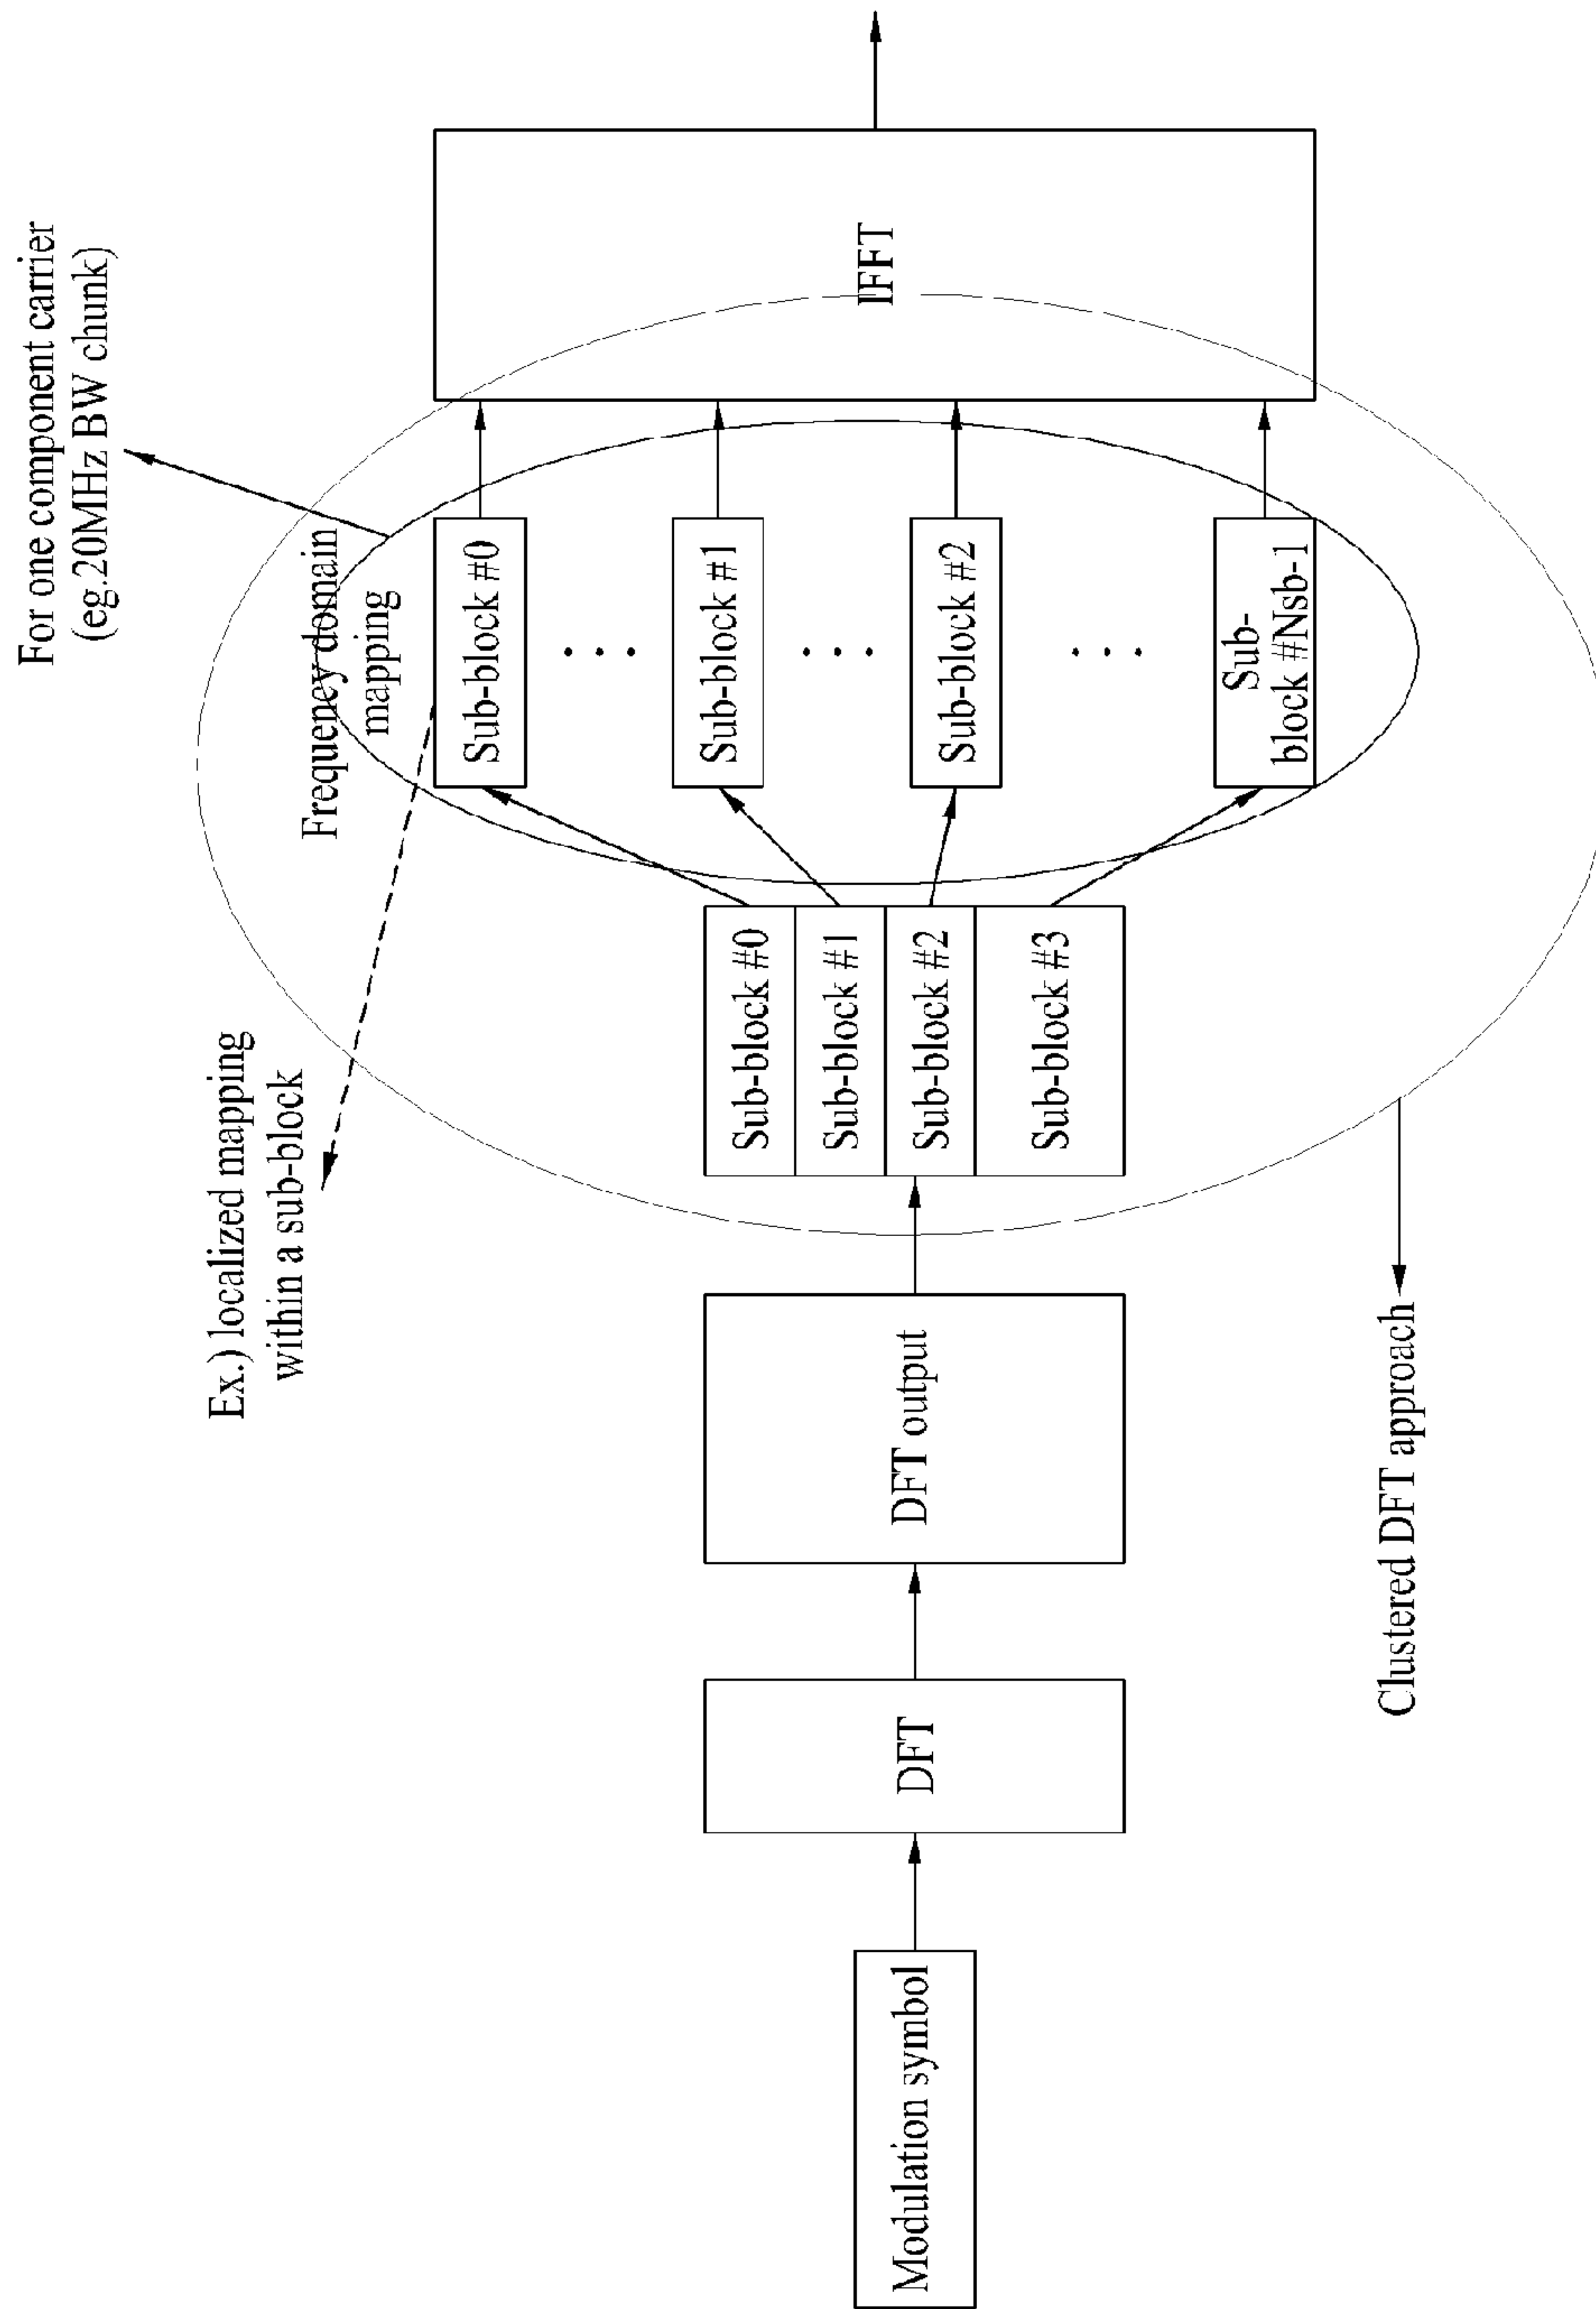 For one component carrier
(eg.20MHz BW chunk)
Ex.) localized mapping
within a sub-block
Frequency domain
mapping
Modulation symbol
DFT
DFT output
Sub-block #0
Sub-block #1
Sub-block #2
Sub-block #3
Sub-block #0
Sub-block #1
Sub-block #2
Sub-
block #Nsb-1
IFFT
Clustered DFT approach